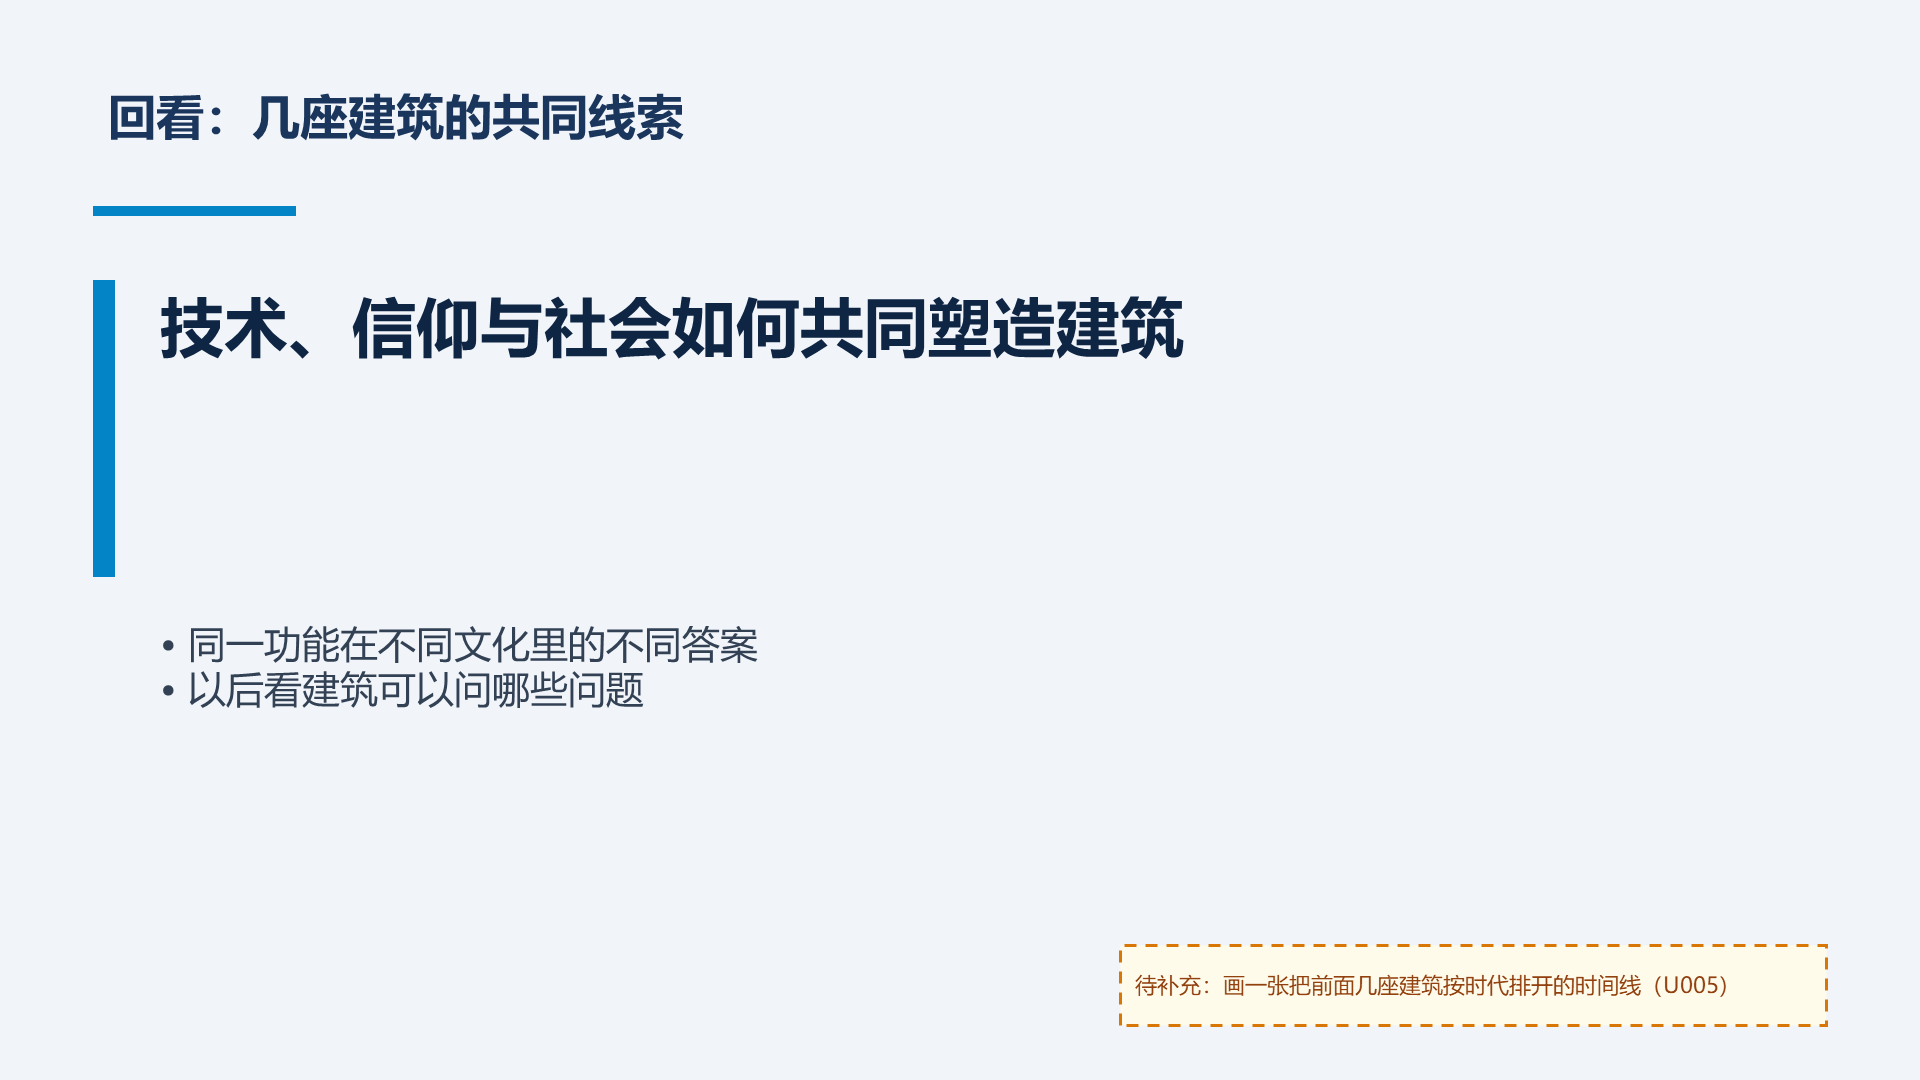 回看：几座建筑的共同线索
技术、信仰与社会如何共同塑造建筑
• 同一功能在不同文化里的不同答案
• 以后看建筑可以问哪些问题
待补充：画一张把前面几座建筑按时代排开的时间线（U005）